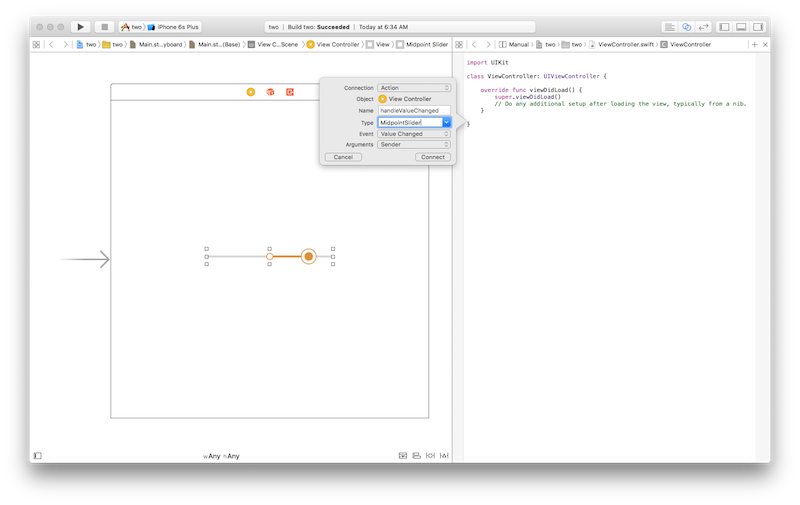 two
iPhone 6s Plus
two | Build two: Succeeded | Today at 6:34 AM
two
two
Main.st...yboard
Main.st...(Base)
View C...Scene
View Controller
View
Midpoint Slider
Manual
two
two
ViewController.swift
ViewController
Connection Action
Object View Controller
Name handleValueChanged
Type MidpointSlider
Event Value Changed
Arguments Sender
Cancel
Connect
import UIKit
class ViewController: UIViewController {
override func viewDidLoad() {
super.viewDidLoad()
// Do any additional setup after loading the view, typically from a nib.
}
}
wAny hAny